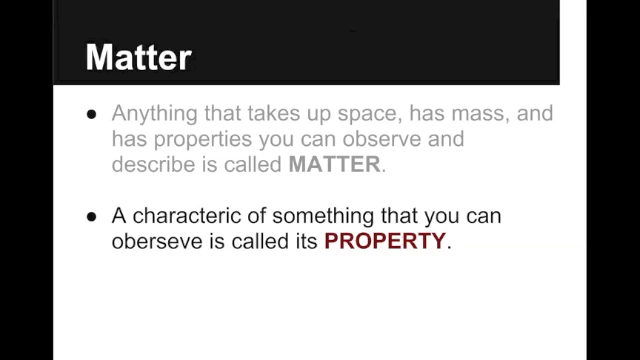 Matter
● Anything that takes up space, has mass, and
has properties you can observe and
describe is called MATTER.
● A characteric of something that you can
oberseve is called its PROPERTY.